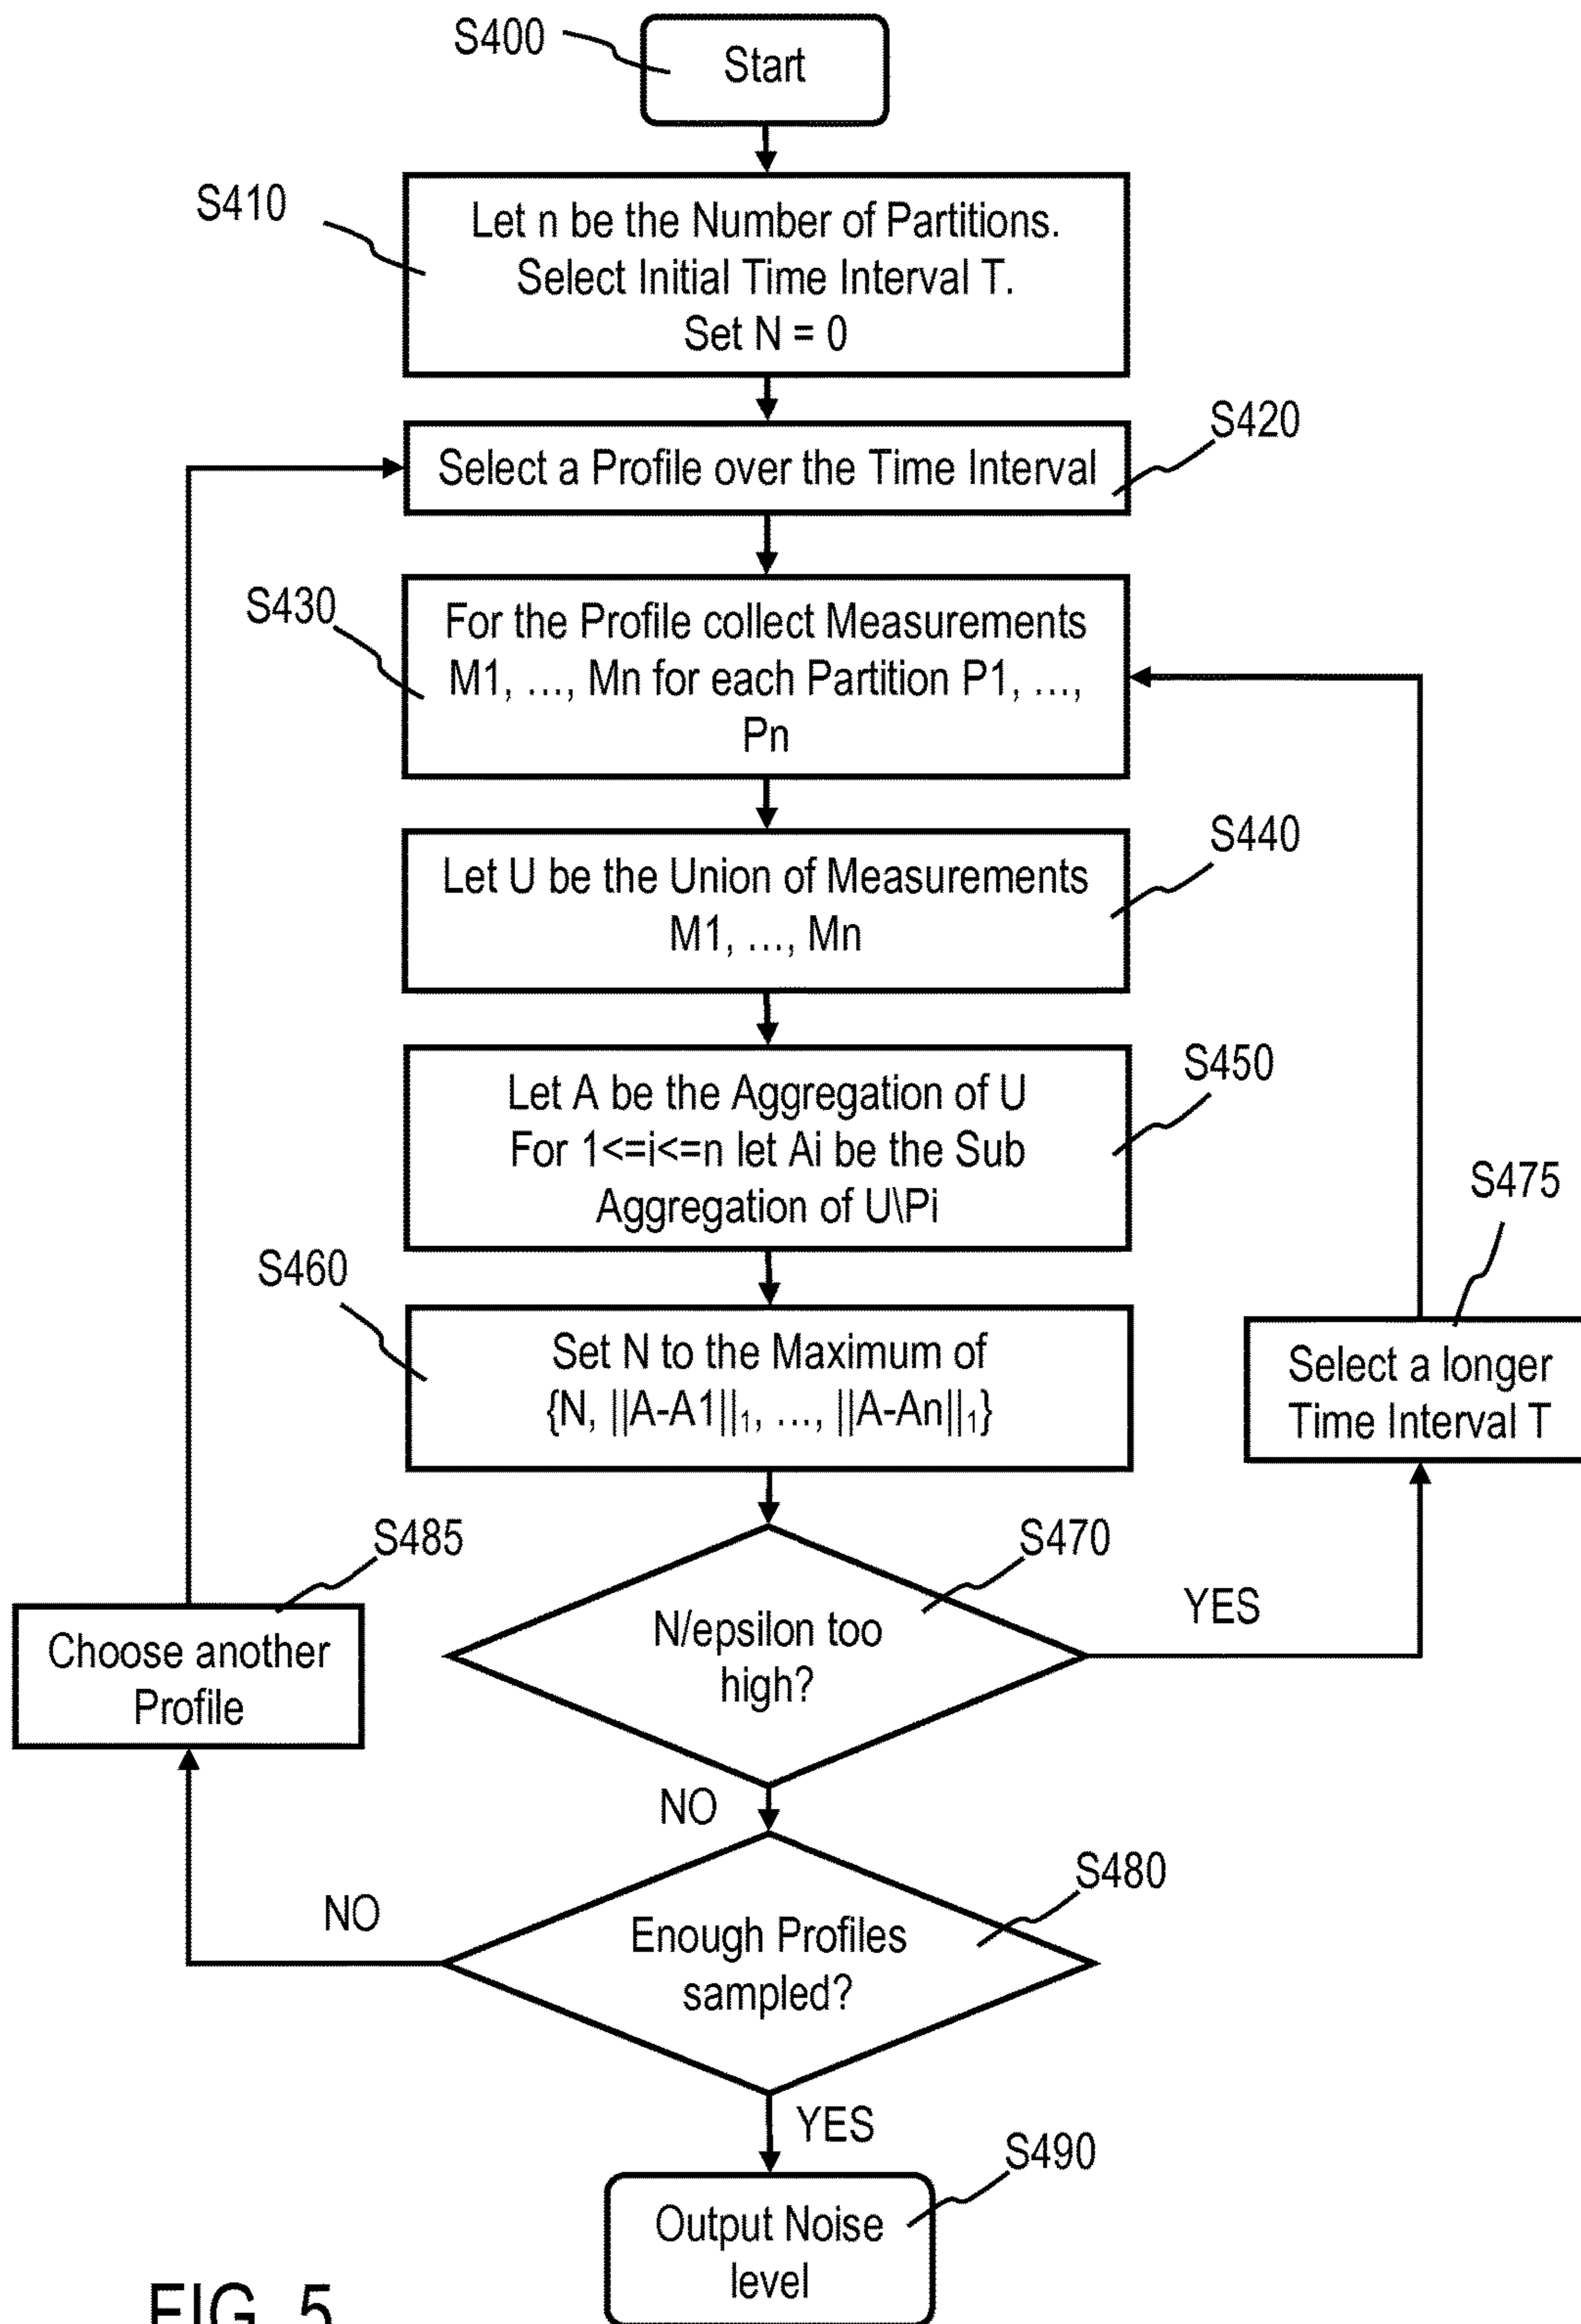 S400
Start
S410
Let n be the Number of Partitions.
Select Initial Time Interval T.
Set N = 0
S420
Select a Profile over the Time Interval
S430
For the Profile collect Measurements
M1, ..., Mn for each Partition P1, ...,
Pn
S440
Let U be the Union of Measurements
M1, ..., Mn
S450
Let A be the Aggregation of U
For 1<=i<=n let Ai be the Sub
Aggregation of U\Pi
S460
Set N to the Maximum of
{N, ||A-A1||₁, ..., ||A-An||₁}
S475
Select a longer
Time Interval T
S470
N/epsilon too
high?
YES
NO
S485
Choose another
Profile
S480
Enough Profiles
sampled?
NO
YES
S490
Output Noise
level
FIG. 5